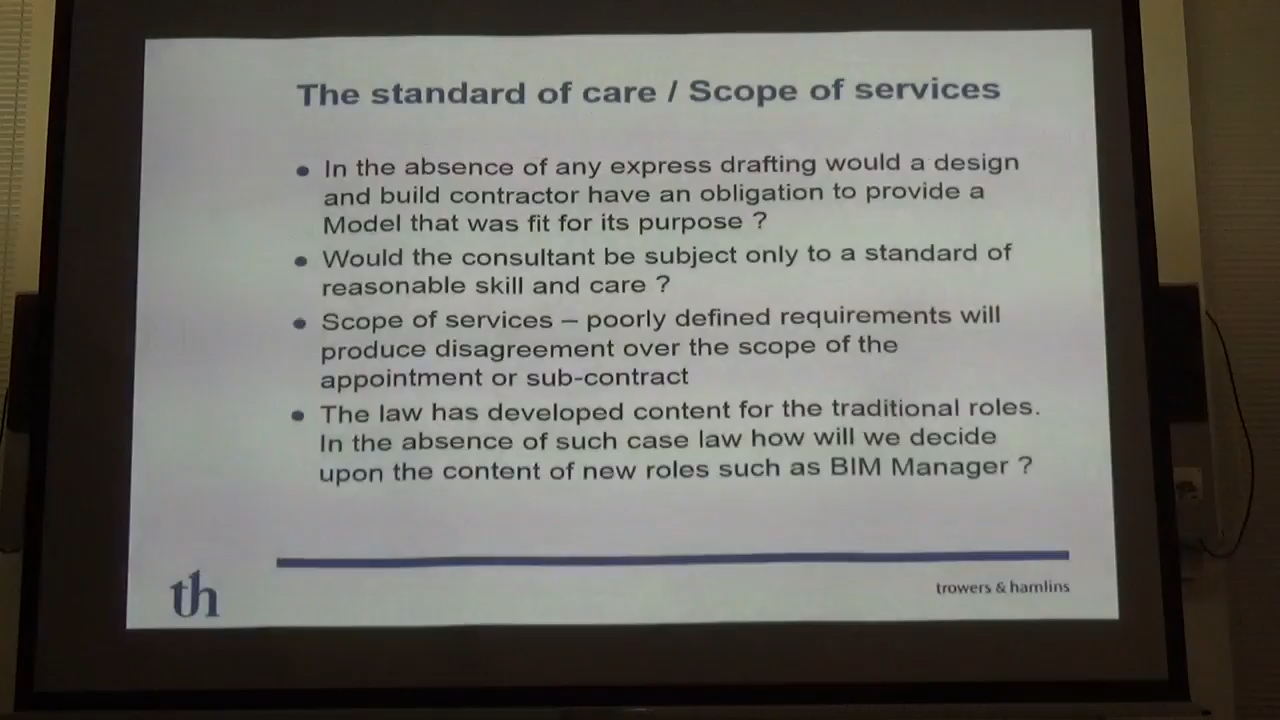 The standard of care / Scope of services
• In the absence of any express drafting would a design
and build contractor have an obligation to provide a
Model that was fit for its purpose ?
• Would the consultant be subject only to a standard of
reasonable skill and care ?
• Scope of services – poorly defined requirements will
produce disagreement over the scope of the
appointment or sub-contract
• The law has developed content for the traditional roles.
In the absence of such case law how will we decide
upon the content of new roles such as BIM Manager ?
th
trowers & hamlins